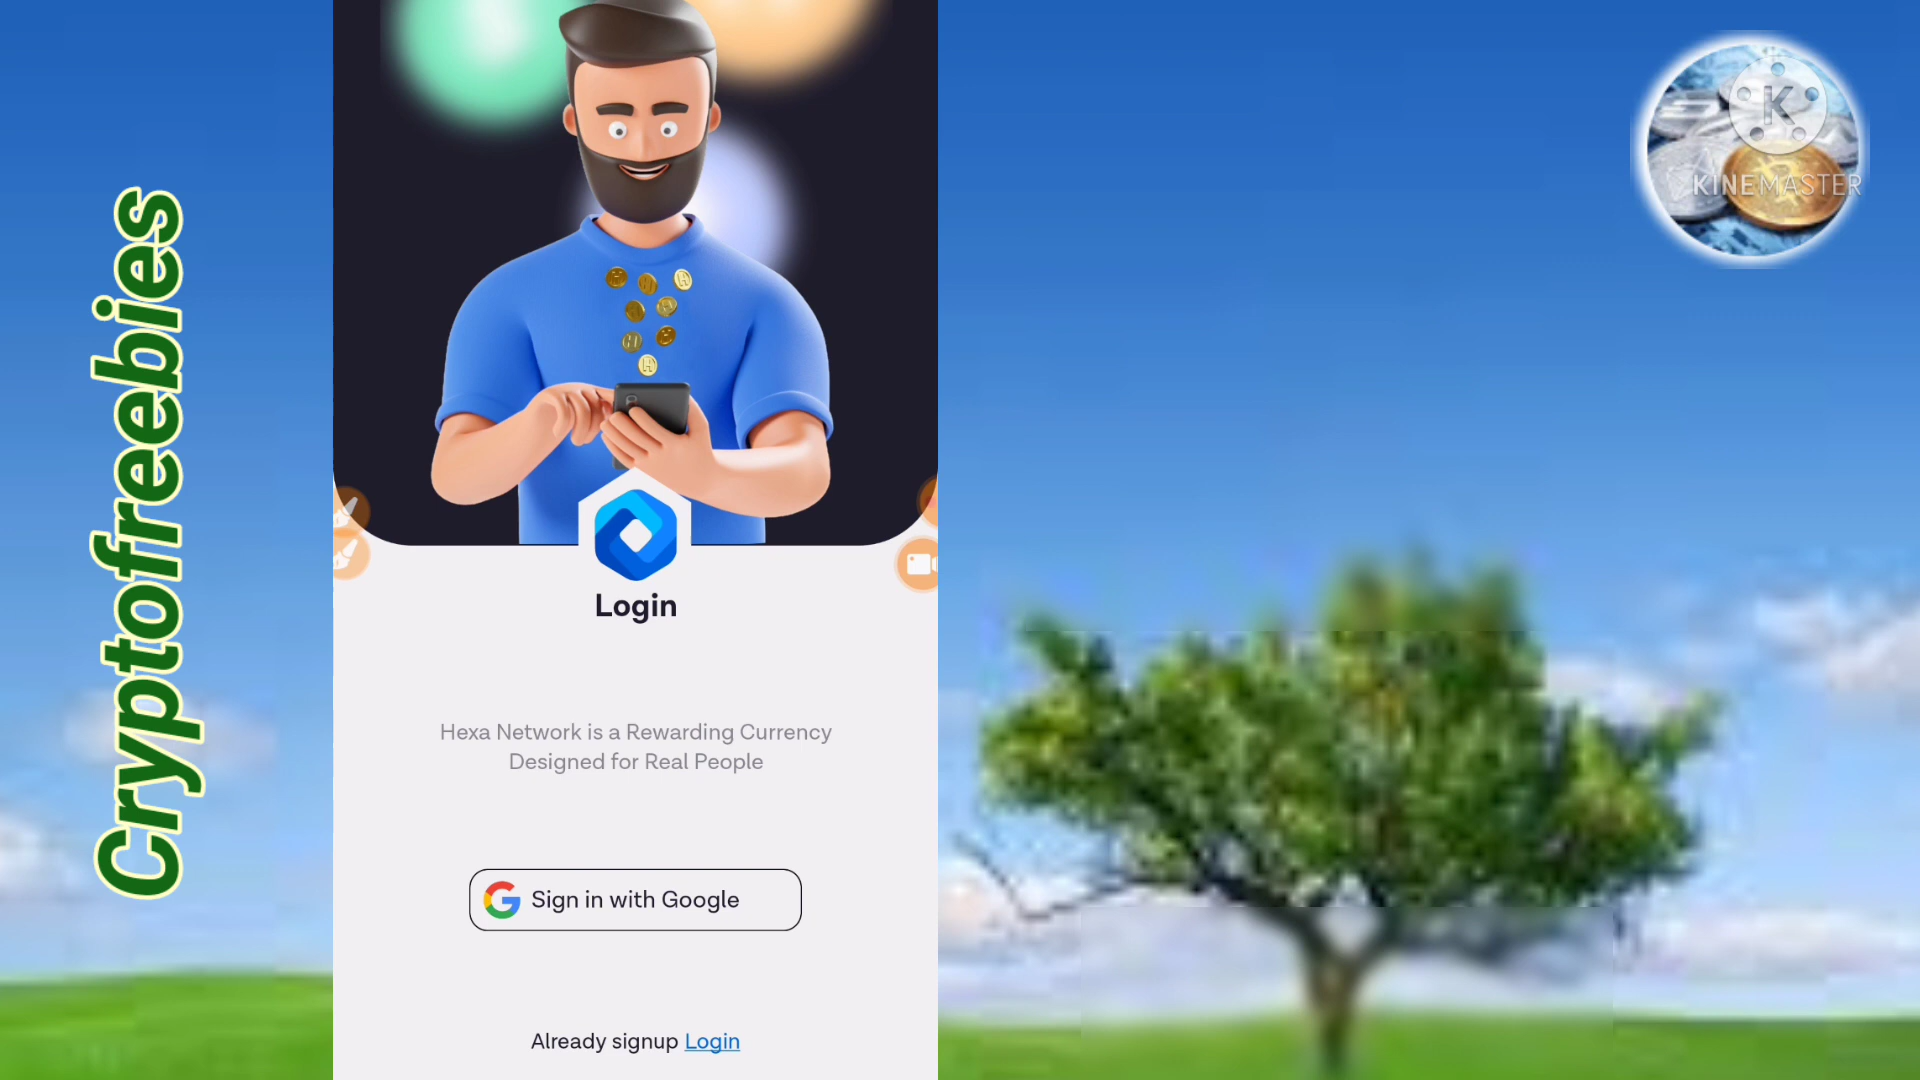 Cryptofreebies
K
KINEMASTER
Login
Hexa Network is a Rewarding Currency
Designed for Real People
Sign in with Google
Already signup Login